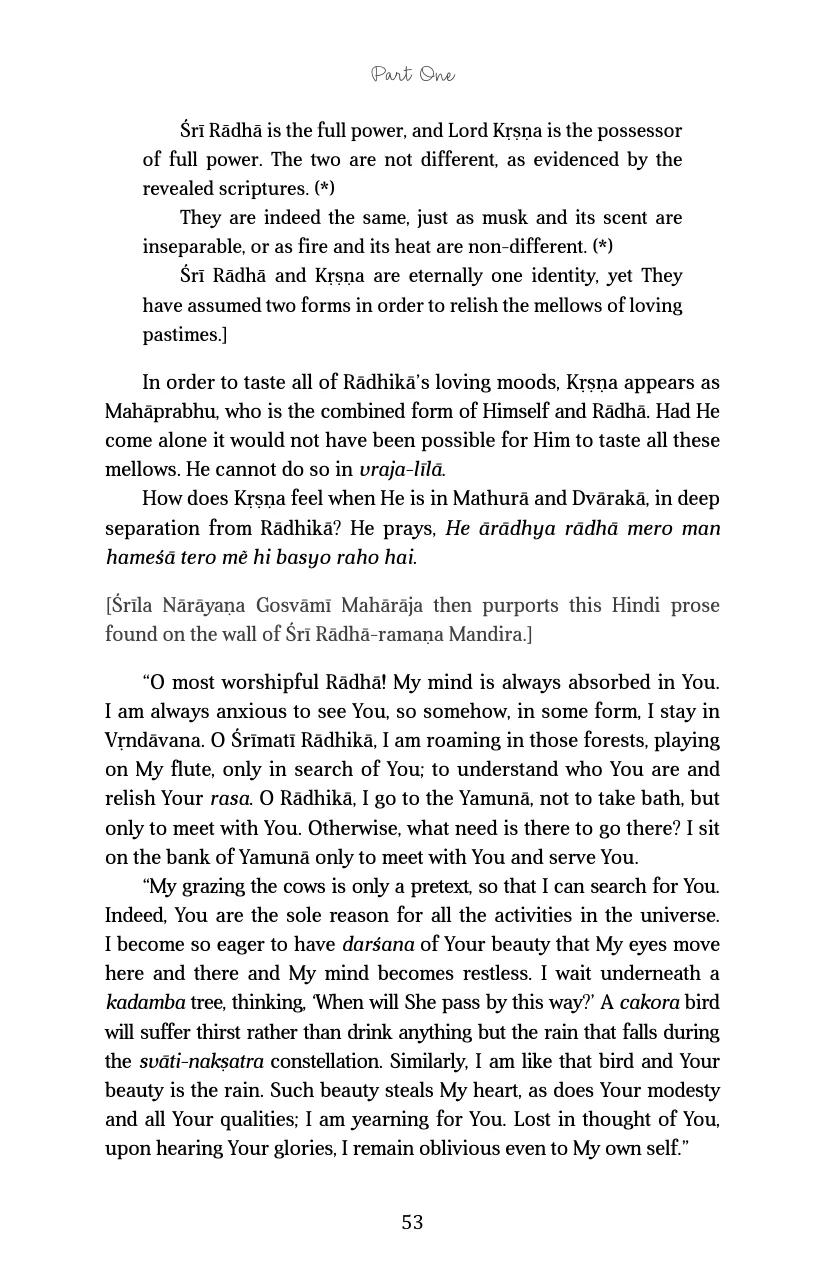 Part One
Śrī Rādhā is the full power, and Lord Kṛṣṇa is the possessor
of full power. The two are not different, as evidenced by the
revealed scriptures. (*)
They are indeed the same, just as musk and its scent are
inseparable, or as fire and its heat are non-different. (*)
Śrī Rādhā and Kṛṣṇa are eternally one identity, yet They
have assumed two forms in order to relish the mellows of loving
pastimes.]
In order to taste all of Rādhikā’s loving moods, Kṛṣṇa appears as
Mahāprabhu, who is the combined form of Himself and Rādhā. Had He
come alone it would not have been possible for Him to taste all these
mellows. He cannot do so in vraja-līlā.
How does Kṛṣṇa feel when He is in Mathurā and Dvārakā, in deep
separation from Rādhikā? He prays, He ārādhya rādhā mero man
hameśā tero mẻ hi basyo raho hai.
[Śrīla Nārāyaṇa Gosvāmī Mahārāja then purports this Hindi prose
found on the wall of Śrī Rādhā-ramaṇa Mandira.]
“O most worshipful Rādhā! My mind is always absorbed in You.
I am always anxious to see You, so somehow, in some form, I stay in
Vṛndāvana. O Śrīmatī Rādhikā, I am roaming in those forests, playing
on My flute, only in search of You; to understand who You are and
relish Your rasa. O Rādhikā, I go to the Yamunā, not to take bath, but
only to meet with You. Otherwise, what need is there to go there? I sit
on the bank of Yamunā only to meet with You and serve You.
“My grazing the cows is only a pretext, so that I can search for You.
Indeed, You are the sole reason for all the activities in the universe.
I become so eager to have darśana of Your beauty that My eyes move
here and there and My mind becomes restless. I wait underneath a
kadamba tree, thinking, ‘When will She pass by this way?’ A cakora bird
will suffer thirst rather than drink anything but the rain that falls during
the svāti-nakṣatra constellation. Similarly, I am like that bird and Your
beauty is the rain. Such beauty steals My heart, as does Your modesty
and all Your qualities; I am yearning for You. Lost in thought of You,
upon hearing Your glories, I remain oblivious even to My own self.”
53